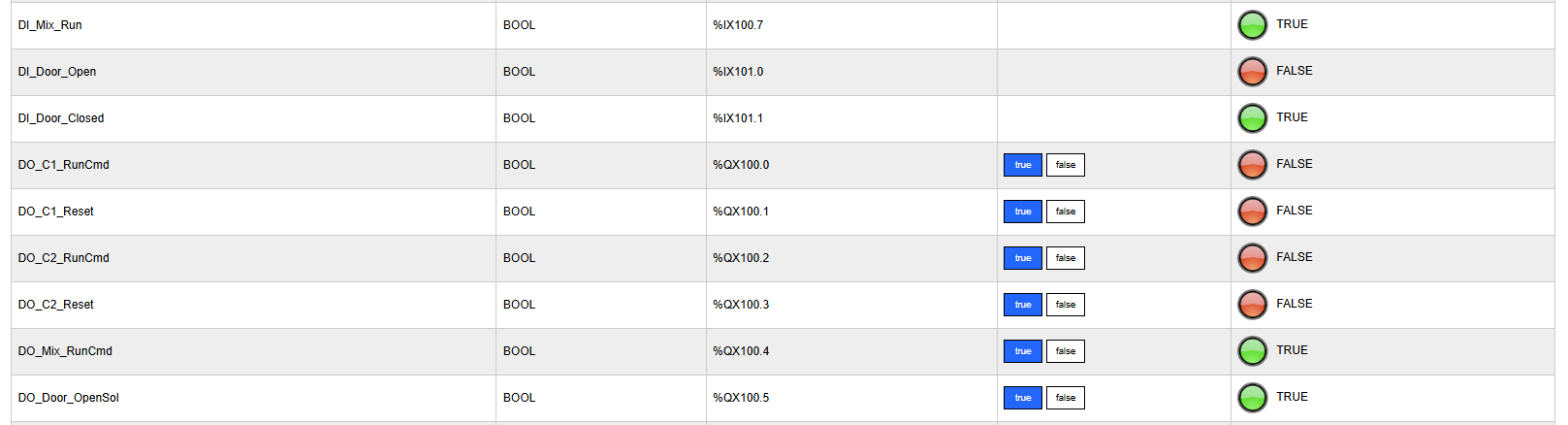 DI_Mix_Run BOOL %IX100.7 TRUE
DI_Door_Open BOOL %IX101.0 FALSE
DI_Door_Closed BOOL %IX101.1 TRUE
DO_C1_RunCmd BOOL %QX100.0 true false FALSE
DO_C1_Reset BOOL %QX100.1 true false FALSE
DO_C2_RunCmd BOOL %QX100.2 true false FALSE
DO_C2_Reset BOOL %QX100.3 true false FALSE
DO_Mix_RunCmd BOOL %QX100.4 true false TRUE
DO_Door_OpenSol BOOL %QX100.5 true false TRUE